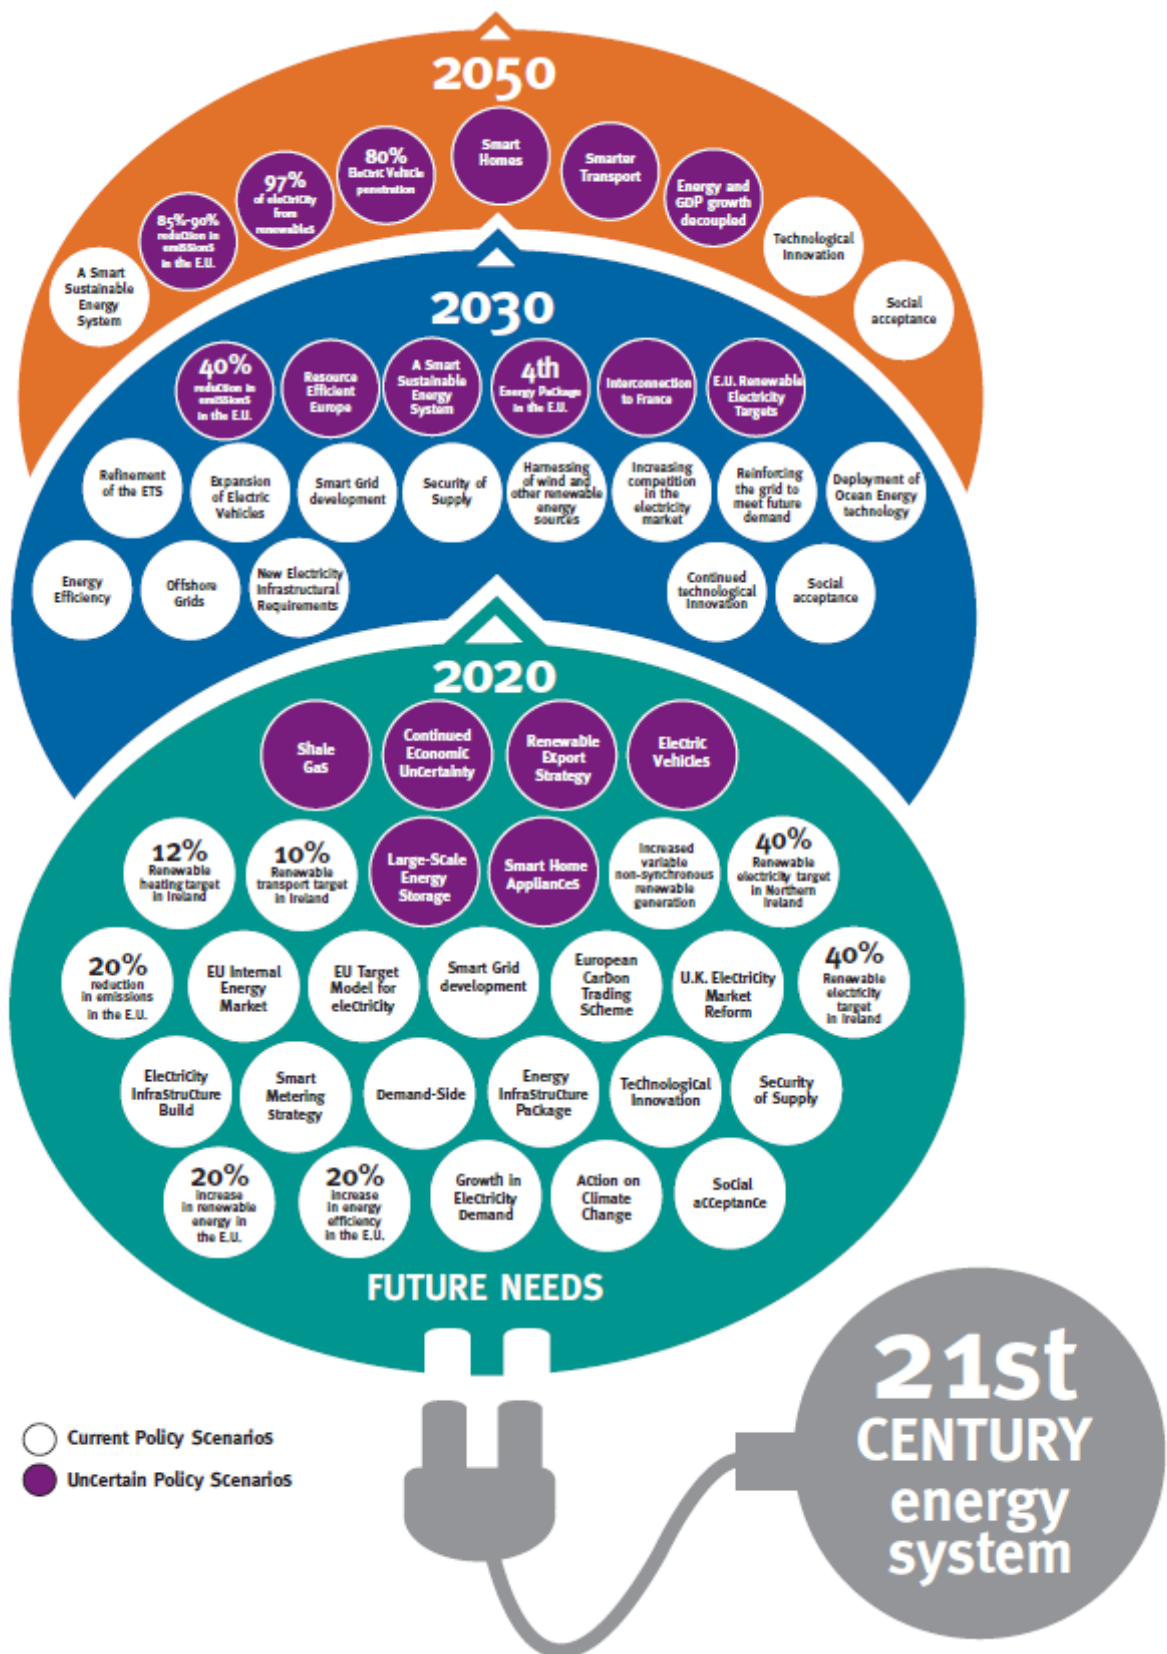 2050
Smart
Homes
80%
Electric Vehicle
penetration
Smarter
Transport
97%
of electricity
from
renewables
Energy and
GDP growth
decoupled
85%-90%
reduction in
emissions
in the E.U.
Technological
Innovation
A Smart
Sustainable
Energy
System
Social
acceptance
2030
40%
reduction in
emissions
in the E.U.
Resource
Efficient
Europe
A Smart
Sustainable
Energy
System
4th
Energy Package
in the E.U.
Interconnection
to France
E.U. Renewable
Electricity
Targets
Refinement
of the ETS
Expansion
of Electric
Vehicles
Smart Grid
development
Security of
Supply
Harnessing
of wind and
other renewable
energy
sources
Increasing
competition
in the
electricity
market
Reinforcing
the grid to
meet future
demand
Deployment of
Ocean Energy
technology
Energy
Efficiency
Offshore
Grids
New Electricity
Infrastructural
Requirements
Continued
technological
Innovation
Social
acceptance
2020
Shale
Gas
Continued
Economic
Uncertainty
Renewable
Export
Strategy
Electric
Vehicles
12%
Renewable
heating target
in Ireland
10%
Renewable
transport target
in Ireland
Large-Scale
Energy
Storage
Smart Home
Appliances
Increased
variable
non-synchronous
renewable
generation
40%
Renewable
electricity target
in Northern
Ireland
20%
reduction
in emissions
in the E.U.
EU Internal
Energy
Market
EU Target
Model for
electricity
Smart Grid
development
European
Carbon
Trading
Scheme
U.K. Electricity
Market
Reform
40%
Renewable
electricity
target
in Ireland
Electricity
Infrastructure
Build
Smart
Metering
Strategy
Demand-Side
Energy
Infrastructure
Package
Technological
Innovation
Security
of Supply
20%
increase
in renewable
energy in
the E.U.
20%
increase
in energy
efficiency
in the E.U.
Growth in
Electricity
Demand
Action on
Climate
Change
Social
acceptance
FUTURE NEEDS
Current Policy Scenarios
Uncertain Policy Scenarios
21st
CENTURY
energy
system